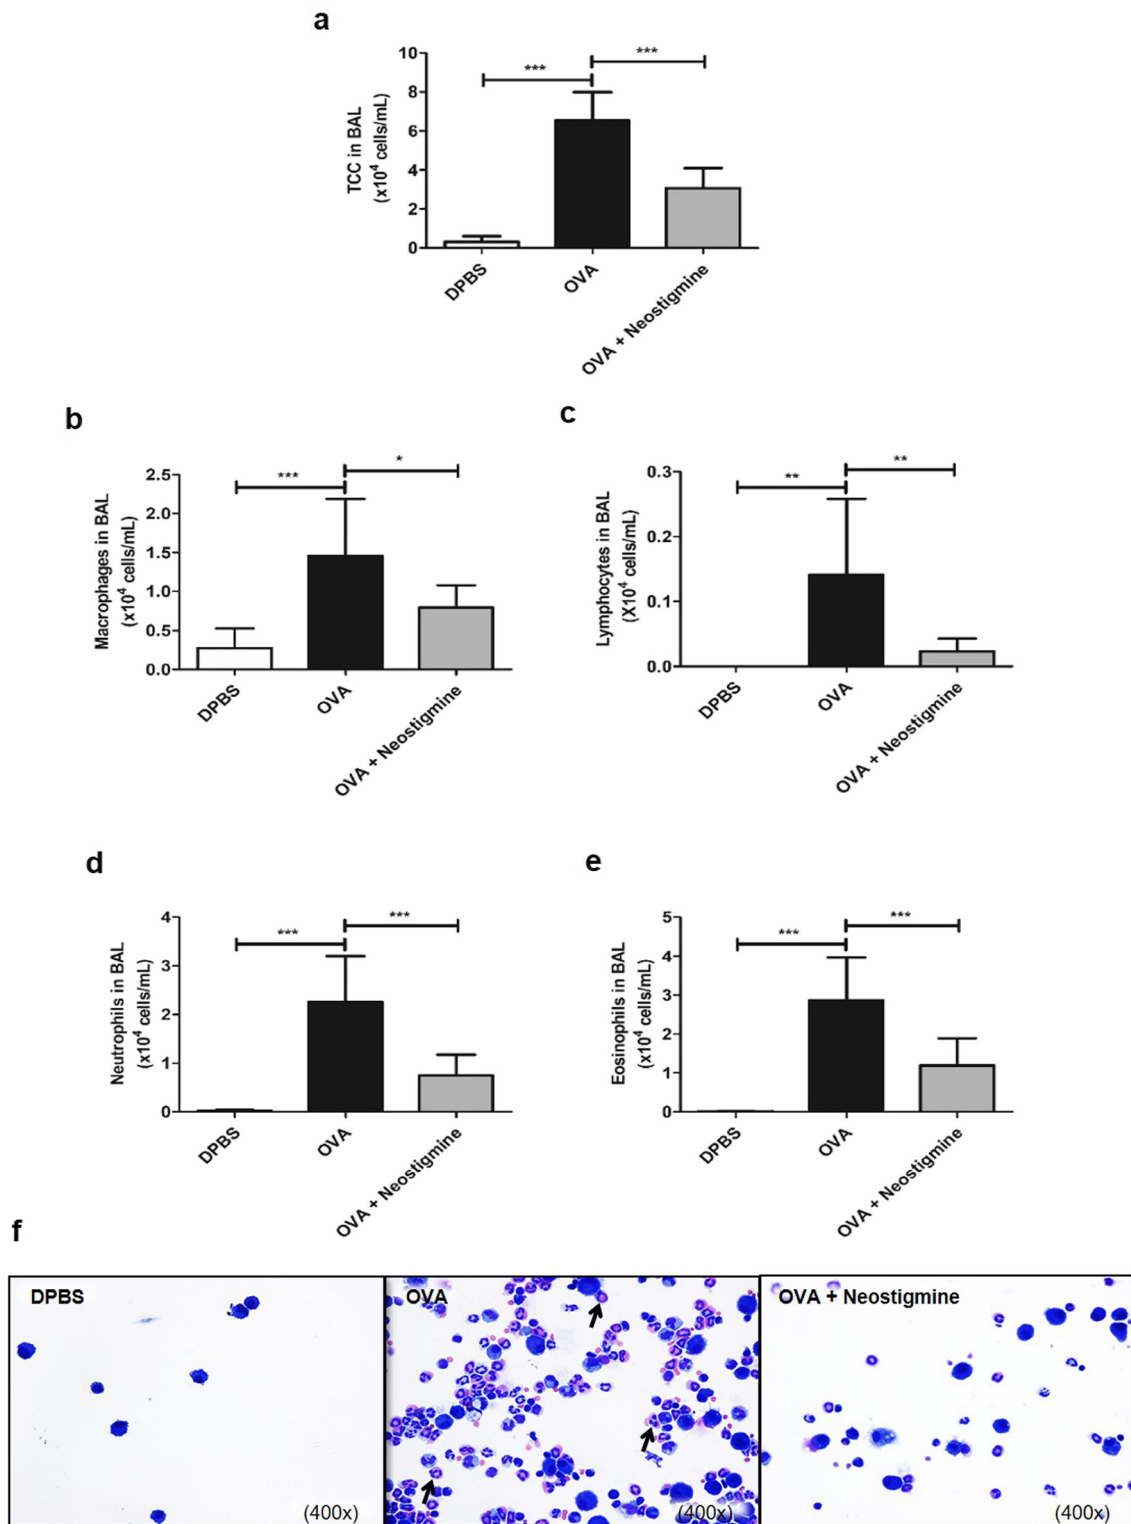 a
TCC in BAL
(x10⁴ cells/mL)
10
8
6
4
2
0
***
***
DPBS
OVA
OVA + Neostigmine
b
Macrophages in BAL
(x10⁴ cells/mL)
2.5
2.0
1.5
1.0
0.5
0.0
***
*
DPBS
OVA
OVA + Neostigmine
c
Lymphocytes in BAL
(X10⁴ cells/mL)
0.3
0.2
0.1
0.0
**
**
DPBS
OVA
OVA + Neostigmine
d
Neutrophils in BAL
(x10⁴ cells/mL)
4
3
2
1
0
***
***
DPBS
OVA
OVA + Neostigmine
e
Eosinophils in BAL
(x10⁴ cells/mL)
5
4
3
2
1
0
***
***
DPBS
OVA
OVA + Neostigmine
f
DPBS
(400x)
OVA
(400x)
OVA + Neostigmine
(400x)